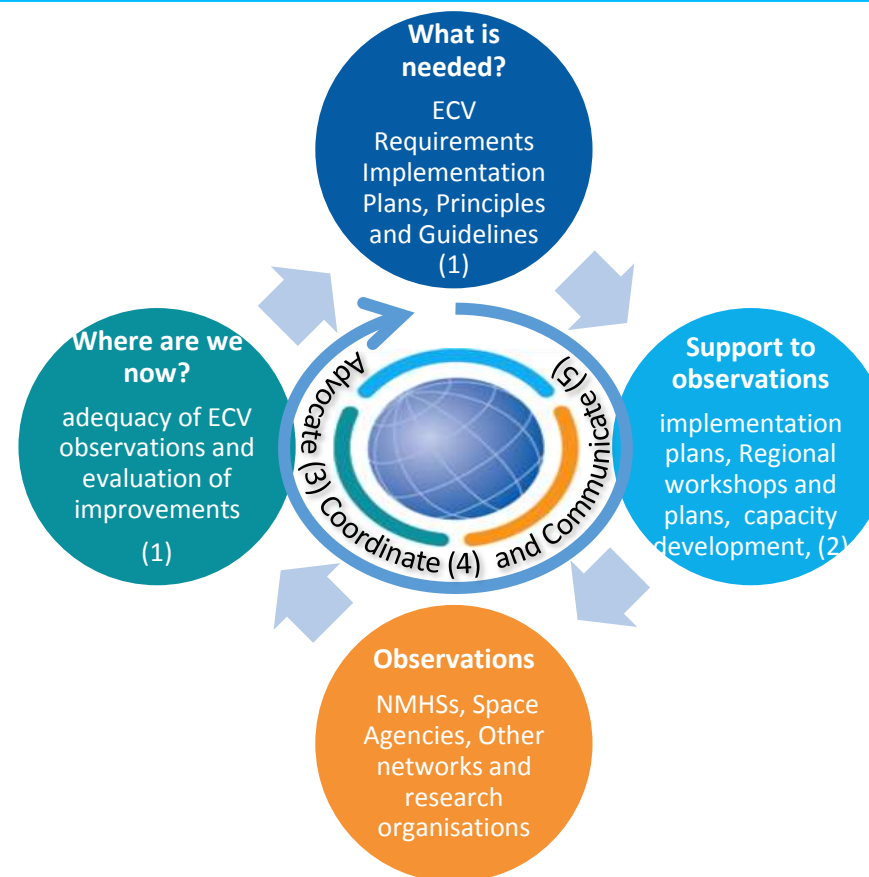 What is
needed?
ECV
Requirements
Implementation
Plans, Principles
and Guidelines
(1)
Where are we
now?
adequacy of ECV
observations and
evaluation of
improvements
(1)
Advocate (3) Coordinate (4) and Communicate (5)
Support to
observations
implementation
plans, Regional
workshops and
plans, capacity
development, (2)
Observations
NMHSs, Space
Agencies, Other
networks and
research
organisations